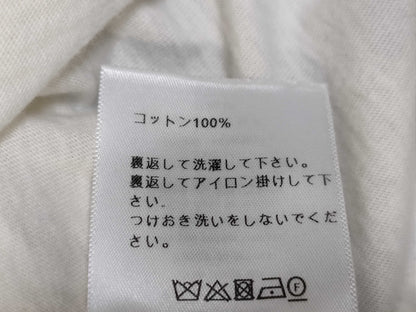 コットン100%
裏返して洗濯して下さい。
裏返してアイロン掛けして下
さい.
つけおき洗いをしないでくだ
さい。